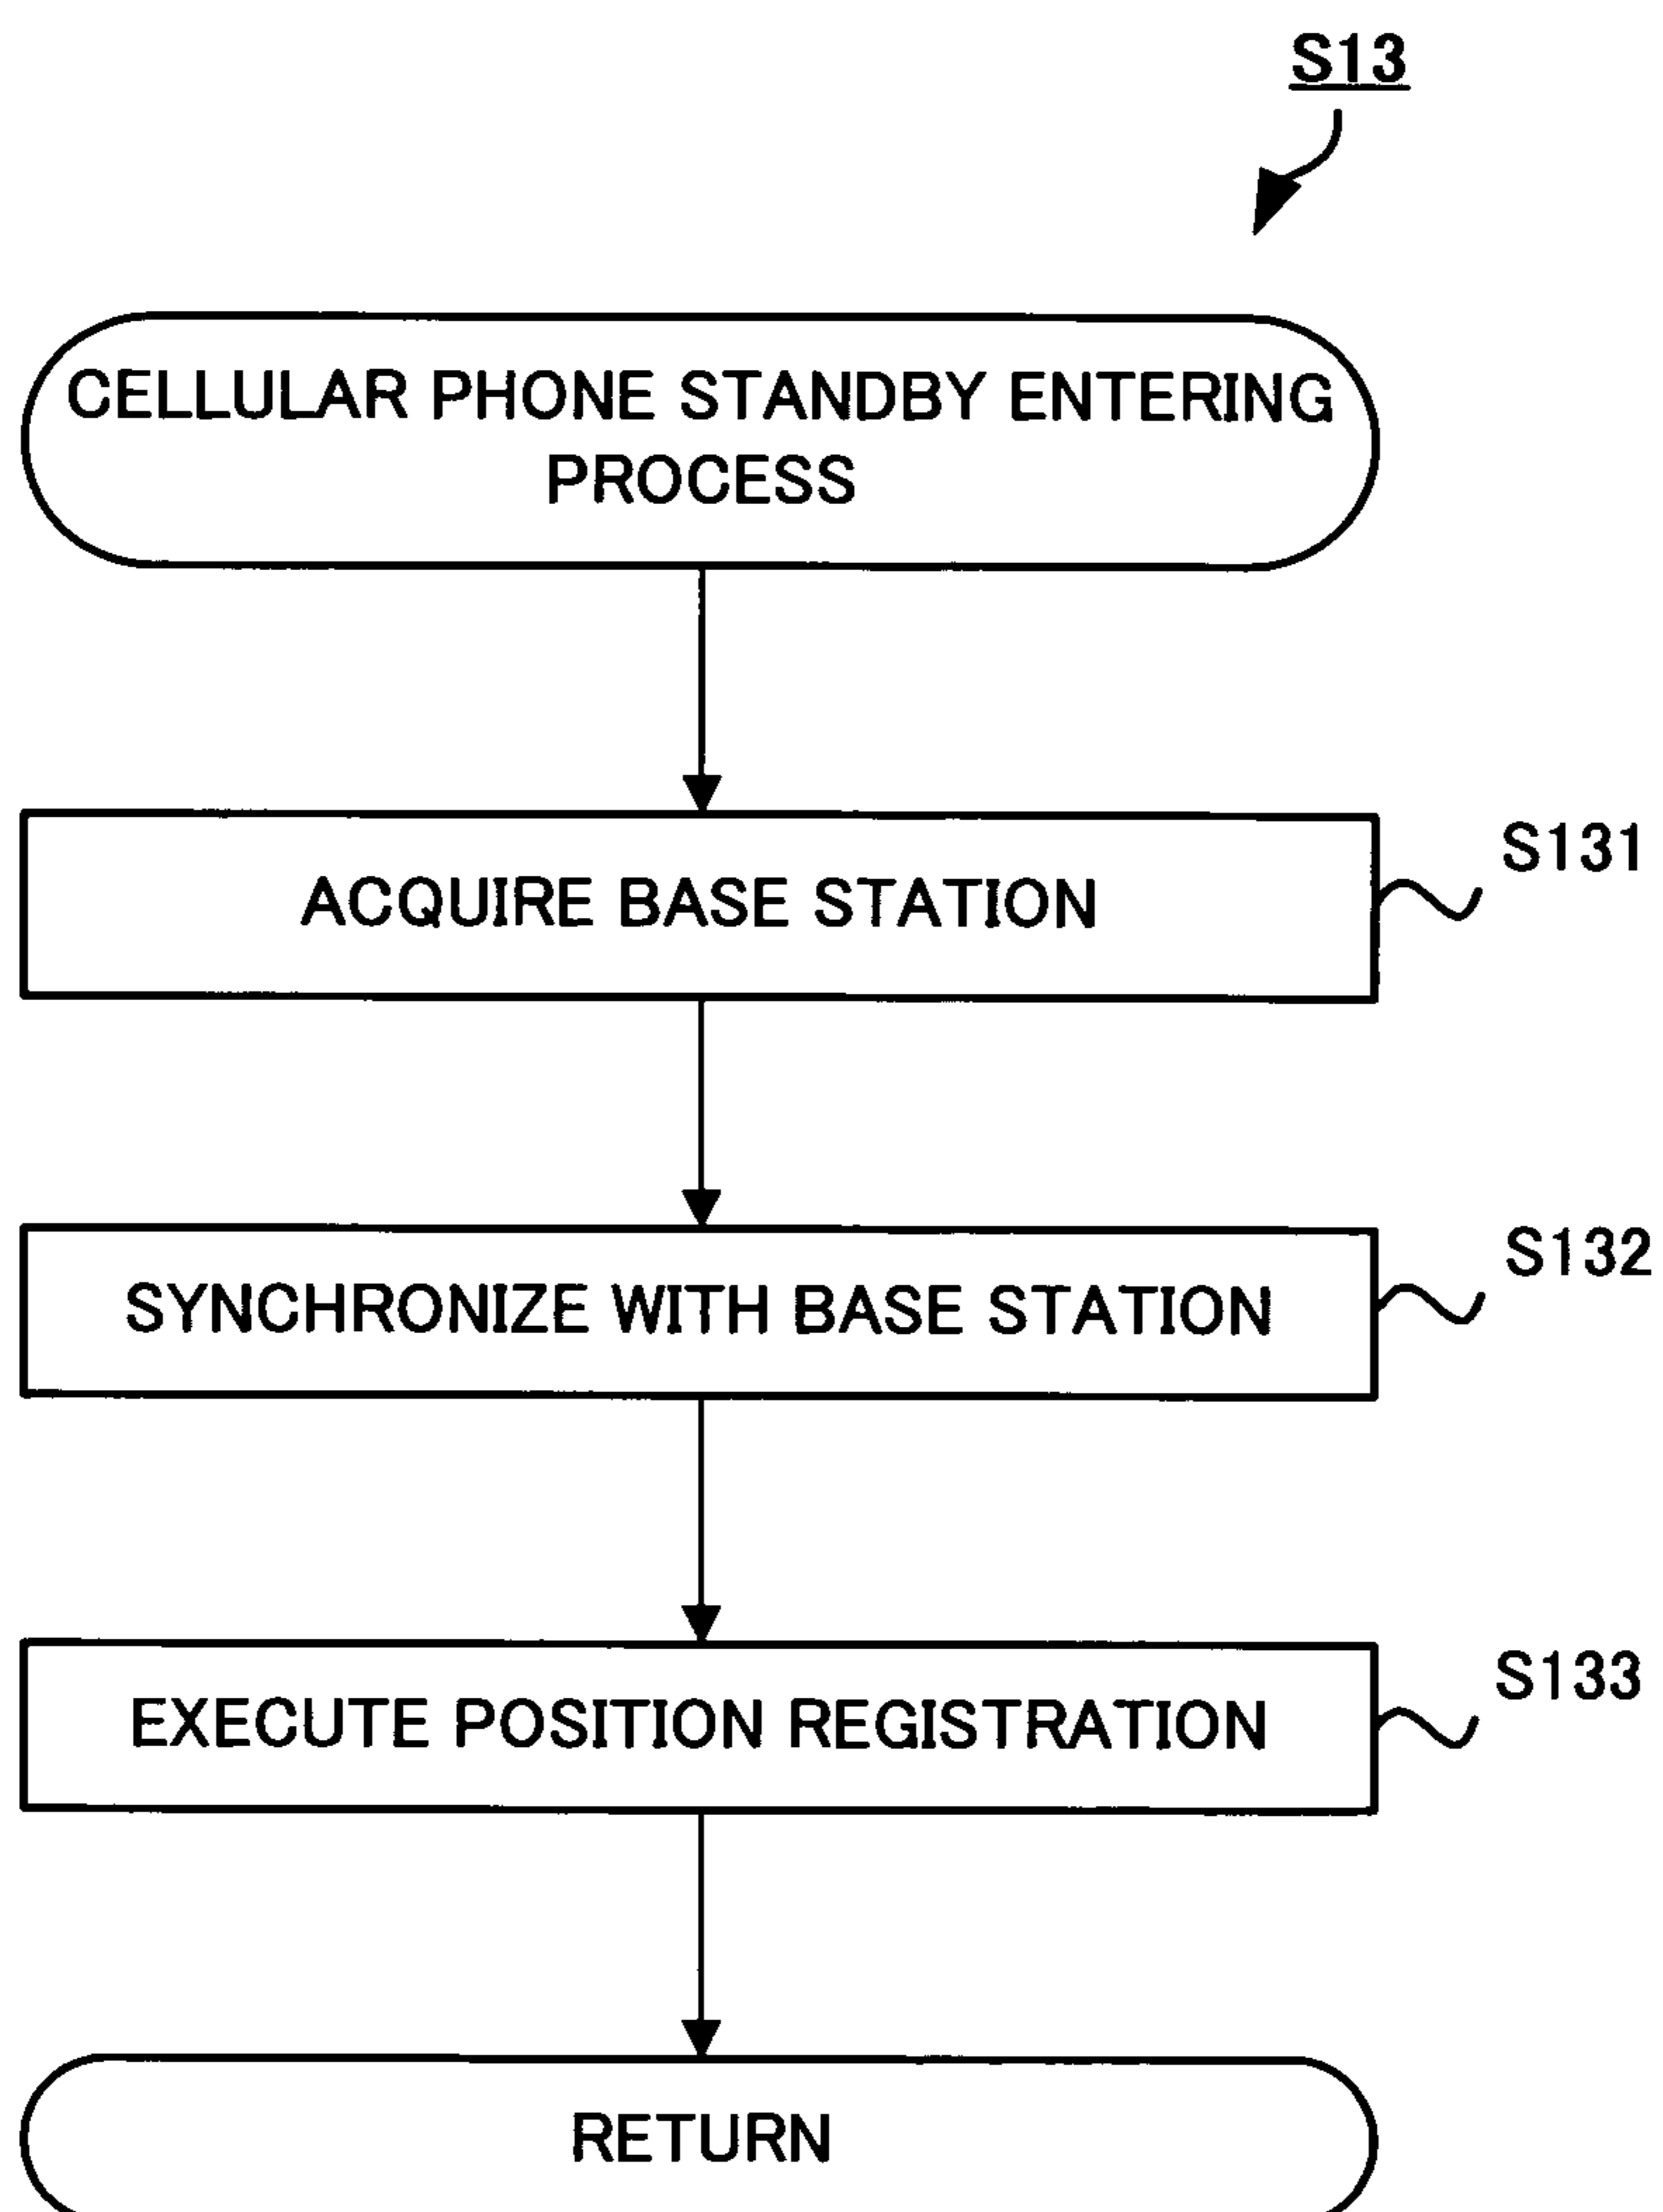 S13
CELLULAR PHONE STANDBY ENTERING
PROCESS
ACQUIRE BASE STATION
S131
SYNCHRONIZE WITH BASE STATION
S132
EXECUTE POSITION REGISTRATION
S133
RETURN